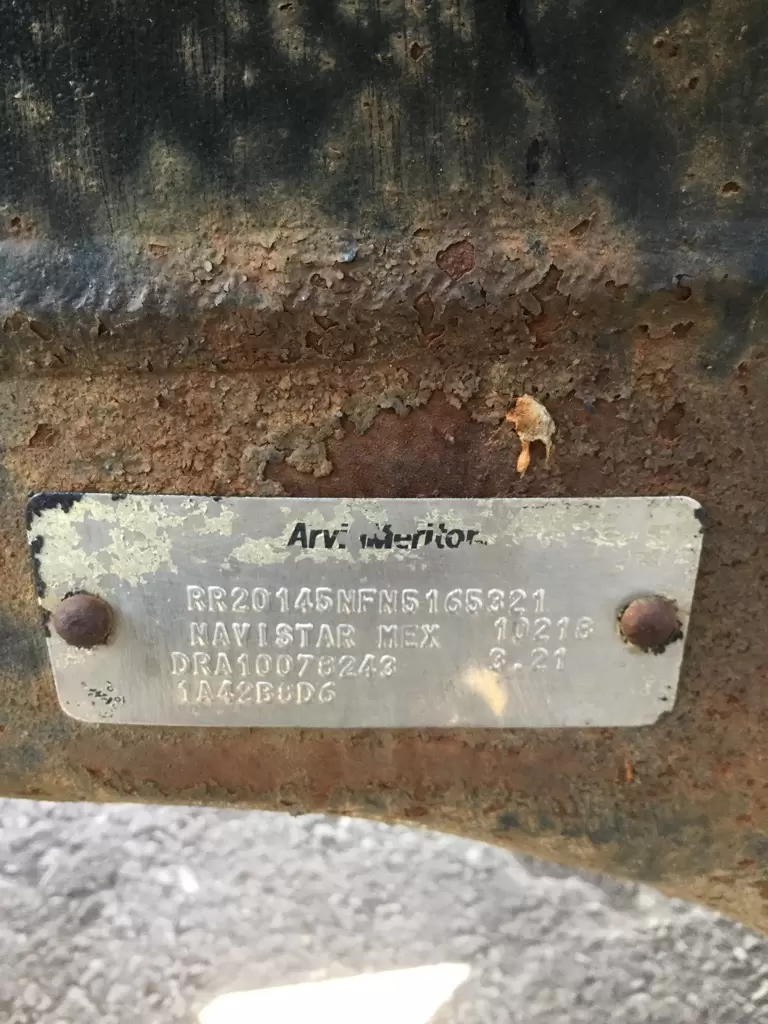 ArvinMeritor
RR20145NFN5165321
NAVISTAR MEX 10218
DRA10078243 3.21
1A42B6D6